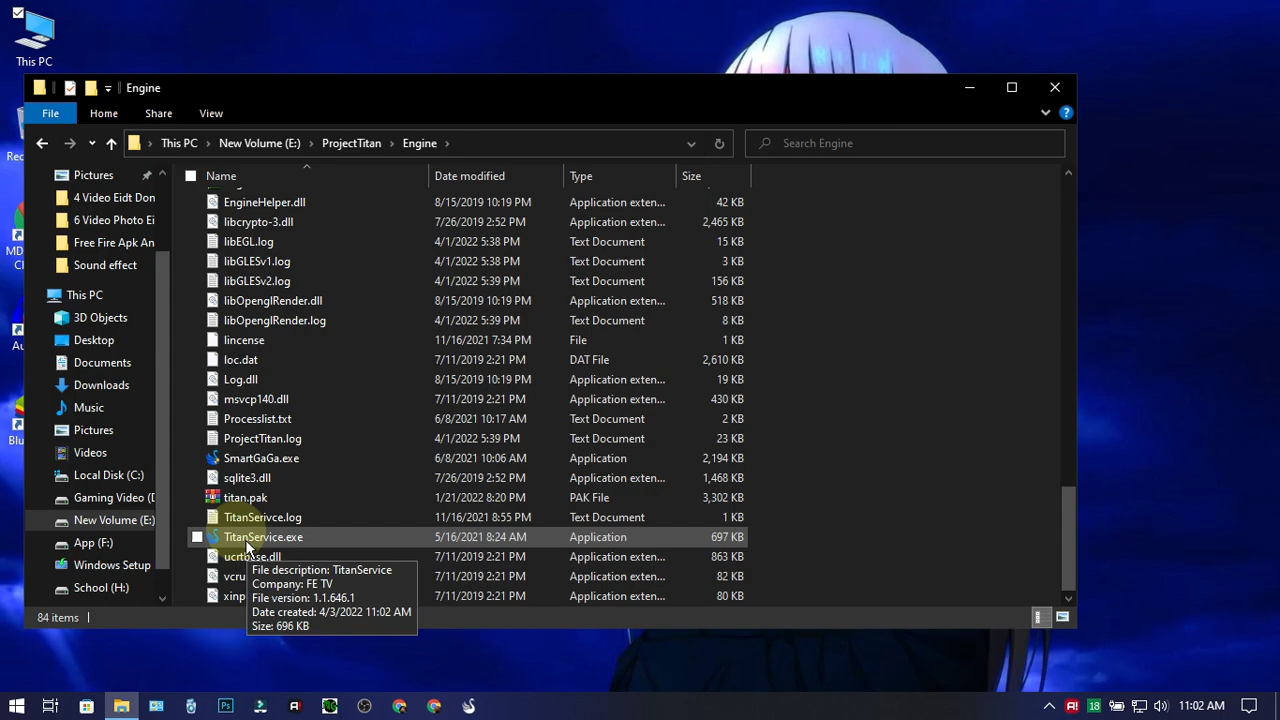 This PC
Engine
File Home Share View
This PC New Volume (E:) ProjectTitan Engine
Search Engine
Pictures
4 Video Eidt Don
6 Video Photo Ei
Free Fire Apk An
Sound effect
This PC
3D Objects
Desktop
Documents
Downloads
Music
Pictures
Videos
Local Disk (C:)
Gaming Video (D
New Volume (E:)
App (F:)
Windows Setup
School (H:)
Name Date modified Type Size
EngineHelper.dll 8/15/2019 10:19 PM Application exten... 42 KB
libcrypto-3.dll 7/26/2019 2:52 PM Application exten... 2,465 KB
libEGL.log 4/1/2022 5:38 PM Text Document 15 KB
libGLESv1.log 4/1/2022 5:38 PM Text Document 3 KB
libGLESv2.log 4/1/2022 5:39 PM Text Document 156 KB
libOpenglRender.dll 8/15/2019 10:19 PM Application exten... 518 KB
libOpenglRender.log 4/1/2022 5:39 PM Text Document 8 KB
lincense 11/16/2021 7:34 PM File 1 KB
loc.dat 7/11/2019 2:21 PM DAT File 2,610 KB
Log.dll 8/15/2019 10:19 PM Application exten... 19 KB
msvcp140.dll 7/11/2019 2:21 PM Application exten... 430 KB
Processlist.txt 6/8/2021 10:17 AM Text Document 2 KB
ProjectTitan.log 4/1/2022 5:39 PM Text Document 23 KB
SmartGaGa.exe 6/8/2021 10:06 AM Application 2,194 KB
sqlite3.dll 7/26/2019 2:52 PM Application exten... 1,468 KB
titan.pak 1/21/2022 8:20 PM PAK File 3,302 KB
TitanSerivce.log 11/16/2021 8:55 PM Text Document 1 KB
TitanService.exe 5/16/2021 8:24 AM Application 697 KB
ucrtbase.dll 7/11/2019 2:21 PM Application exten... 863 KB
vcru 7/11/2019 2:21 PM Application exten... 82 KB
xinp 7/11/2019 2:21 PM Application exten... 80 KB
File description: TitanService
Company: FE TV
File version: 1.1.646.1
Date created: 4/3/2022 11:02 AM
Size: 696 KB
84 items
Rec
MD
Ch
Au
Blu
Ps
A!
A!
18
11:02 AM